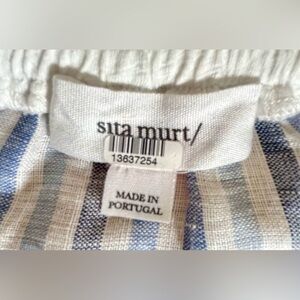 sita murt/
13637254
MADE IN
PORTUGAL